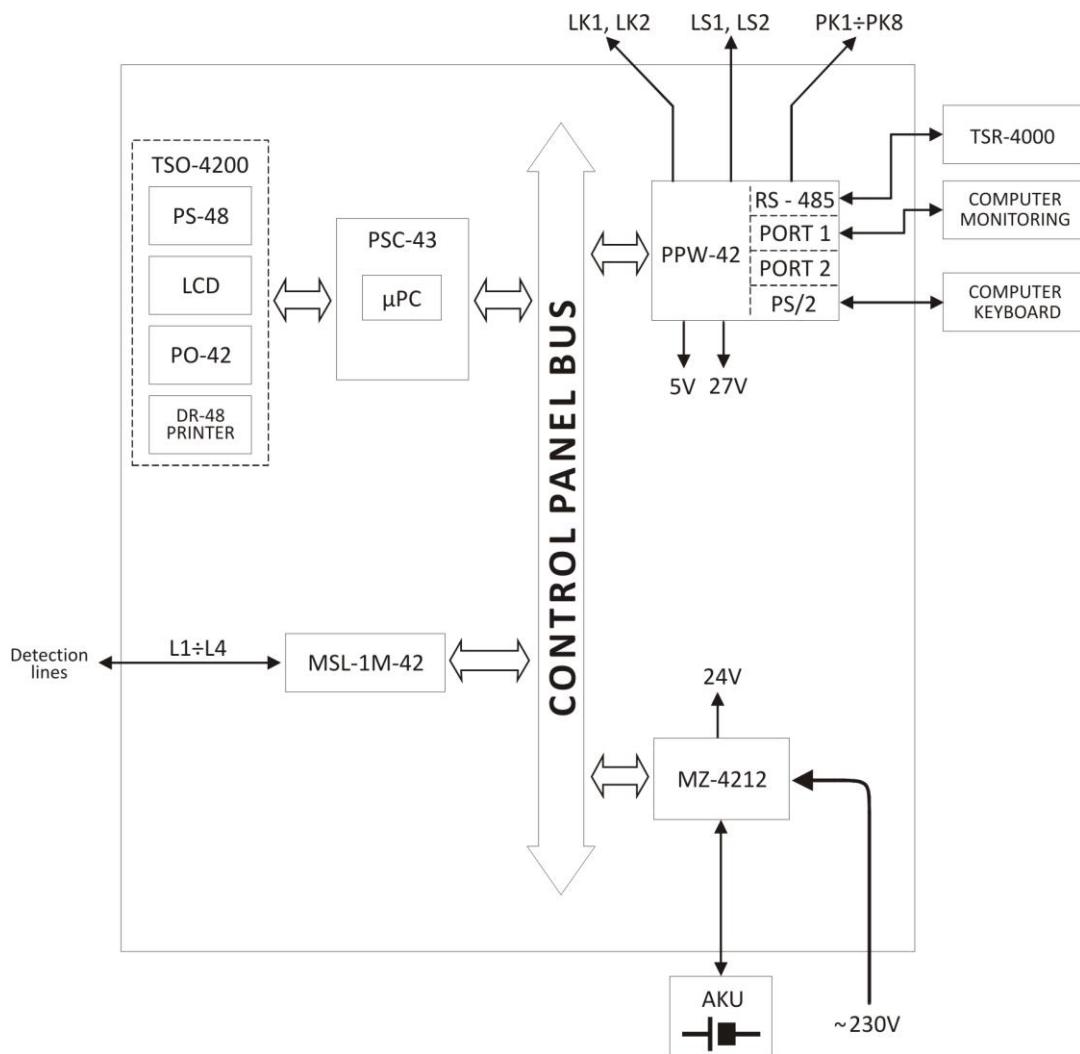 LK1, LK2
LS1, LS2
PK1÷PK8
TSO-4200
PS-48
LCD
PO-42
DR-48
PRINTER
PSC-43
µPC
CONTROL PANEL BUS
PPW-42
RS - 485
PORT 1
PORT 2
PS/2
TSR-4000
COMPUTER
MONITORING
COMPUTER
KEYBOARD
5V
27V
Detection
lines
L1÷L4
MSL-1M-42
24V
MZ-4212
AKU
~230V